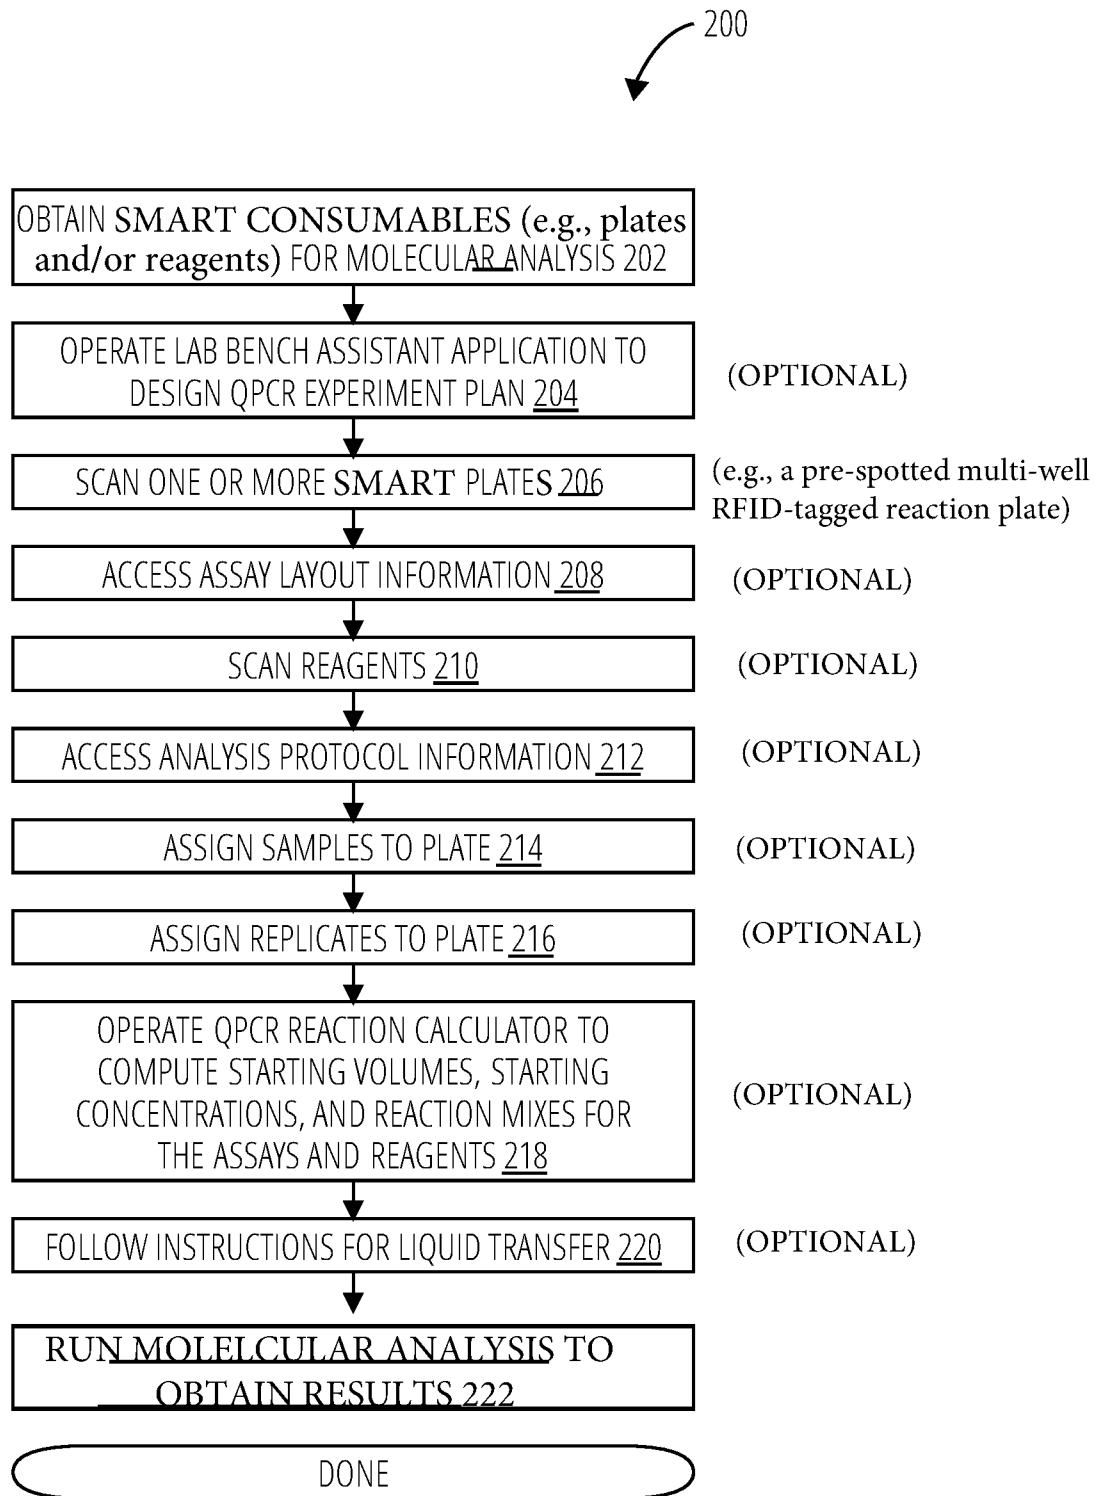 200
OBTAIN SMART CONSUMABLES (e.g., plates
and/or reagents) FOR MOLECULAR ANALYSIS 202
OPERATE LAB BENCH ASSISTANT APPLICATION TO
DESIGN QPCR EXPERIMENT PLAN 204
(OPTIONAL)
SCAN ONE OR MORE SMART PLATES 206
(e.g., a pre-spotted multi-well
RFID-tagged reaction plate)
ACCESS ASSAY LAYOUT INFORMATION 208
(OPTIONAL)
SCAN REAGENTS 210
(OPTIONAL)
ACCESS ANALYSIS PROTOCOL INFORMATION 212
(OPTIONAL)
ASSIGN SAMPLES TO PLATE 214
(OPTIONAL)
ASSIGN REPLICATES TO PLATE 216
(OPTIONAL)
OPERATE QPCR REACTION CALCULATOR TO
COMPUTE STARTING VOLUMES, STARTING
CONCENTRATIONS, AND REACTION MIXES FOR
THE ASSAYS AND REAGENTS 218
(OPTIONAL)
FOLLOW INSTRUCTIONS FOR LIQUID TRANSFER 220
(OPTIONAL)
RUN MOLELCULAR ANALYSIS TO
OBTAIN RESULTS 222
DONE